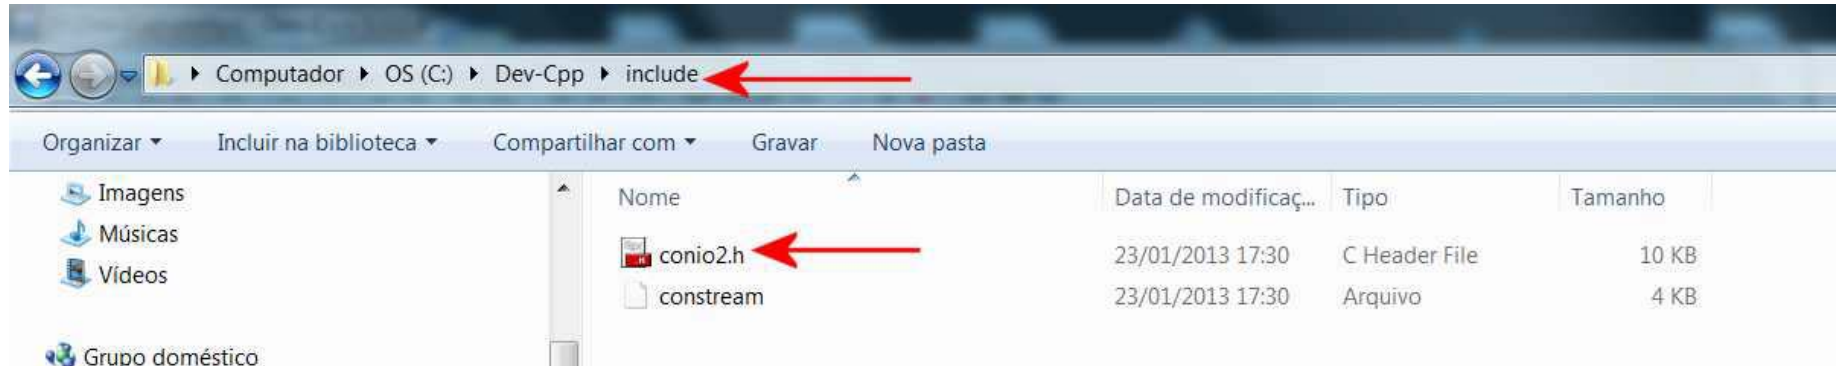 Computador OS (C:) Dev-Cpp include
Organizar Incluir na biblioteca Compartilhar com Gravar Nova pasta
Imagens
Músicas
Vídeos
Grupo doméstico
Nome Data de modificaç... Tipo Tamanho
conio2.h 23/01/2013 17:30 C Header File 10 KB
constream 23/01/2013 17:30 Arquivo 4 KB